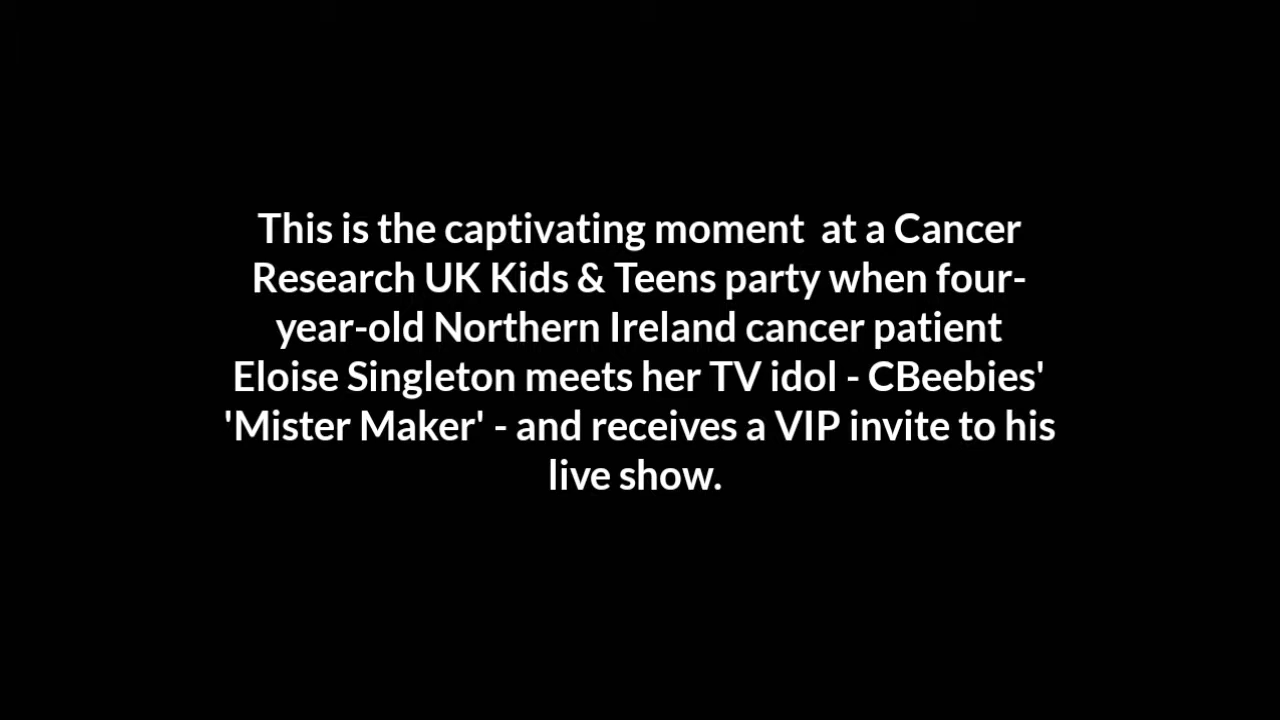 This is the captivating moment  at a Cancer
Research UK Kids & Teens party when four-
year-old Northern Ireland cancer patient
Eloise Singleton meets her TV idol - CBeebies'
'Mister Maker' - and receives a VIP invite to his
live show.